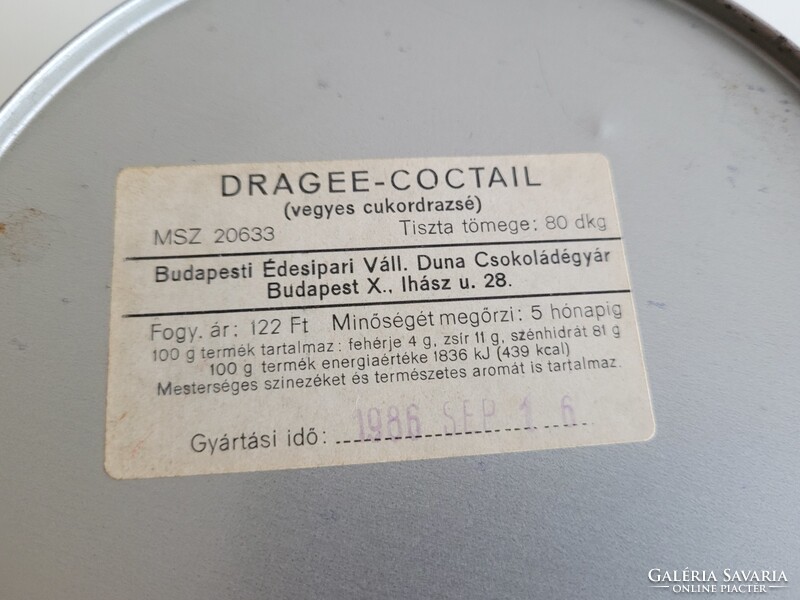 DRAGEE-COCTAIL
(vegyes cukordrazsé)
MSZ 20633 Tiszta tömege: 80 dkg
Budapesti Édesipari Váll. Duna Csokoládégyár
Budapest X., Ihász u. 28.
Fogy. ár: 122 Ft Minőségét megőrzi: 5 hónapig
100 g termék tartalmaz: fehérje 4 g, zsír 11 g, szénhidrát 81 g
100 g termék energiaértéke 1836 kJ (439 kcal)
Mesterséges szinezéket és természetes aromát is tartalmaz.
Gyártási idő: 1986 SEP 1 6
GALÉRIA SAVARIA
ONLINE PIACTÉR